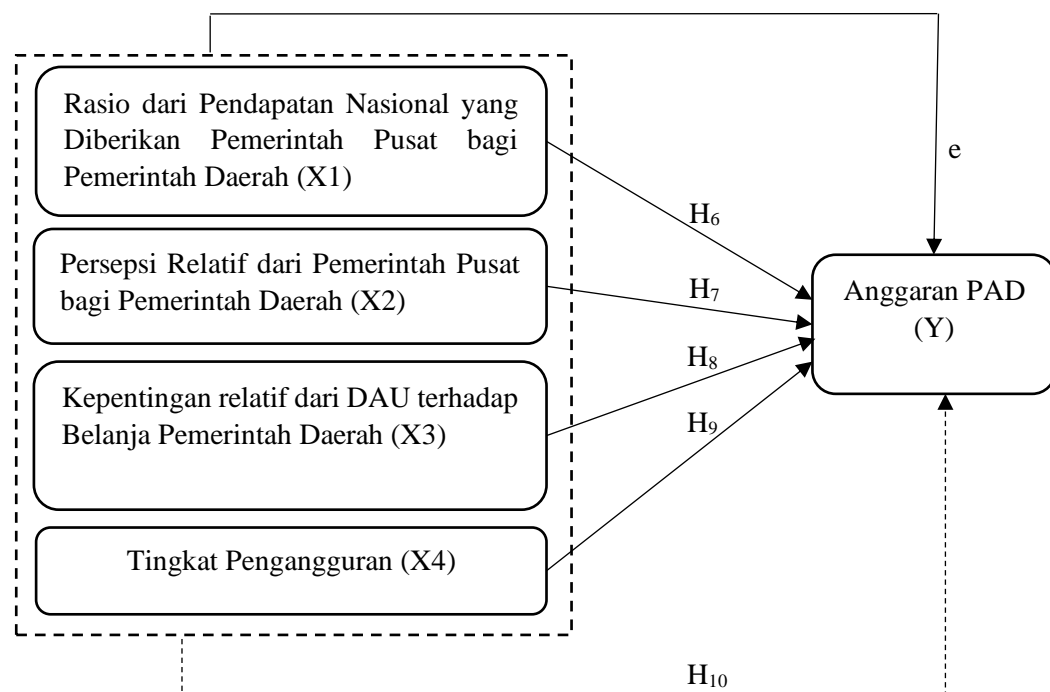 Rasio dari Pendapatan Nasional yang
Diberikan Pemerintah Pusat bagi
Pemerintah Daerah (X1)
e
H₆
Persepsi Relatif dari Pemerintah Pusat
bagi Pemerintah Daerah (X2)
H₇
Anggaran PAD
(Y)
H₈
Kepentingan relatif dari DAU terhadap
Belanja Pemerintah Daerah (X3)
H₉
Tingkat Pengangguran (X4)
H₁₀